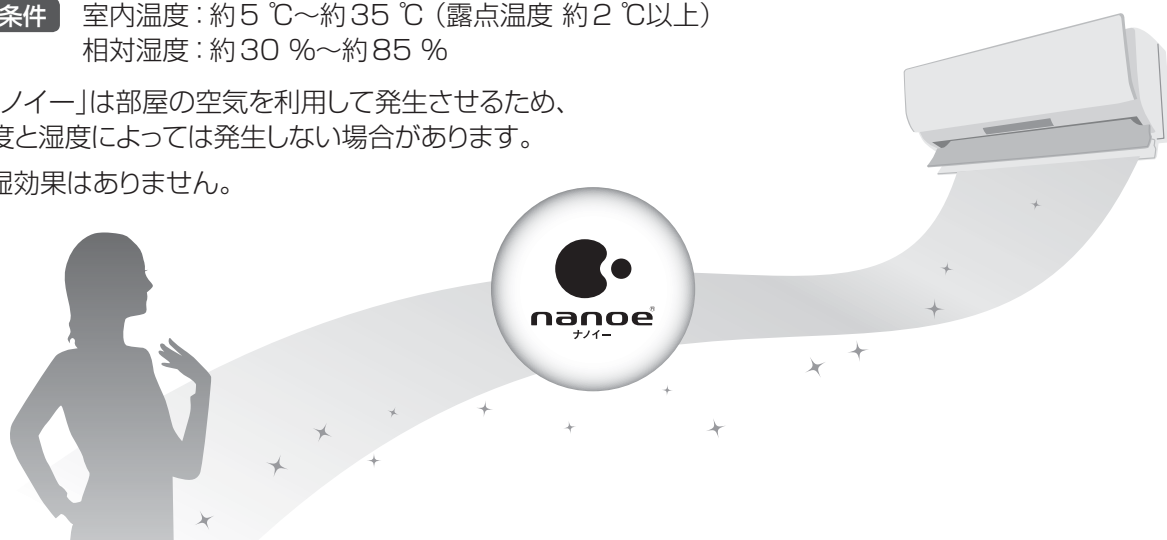 条件 室内温度：約5 ℃～約35 ℃（露点温度 約2 ℃以上）
相対湿度：約30 %～約85 %
ノイー」は部屋の空気を利用して発生させるため、
度と湿度によっては発生しない場合があります。
湿効果はありません。
nanoe®
ナノイー